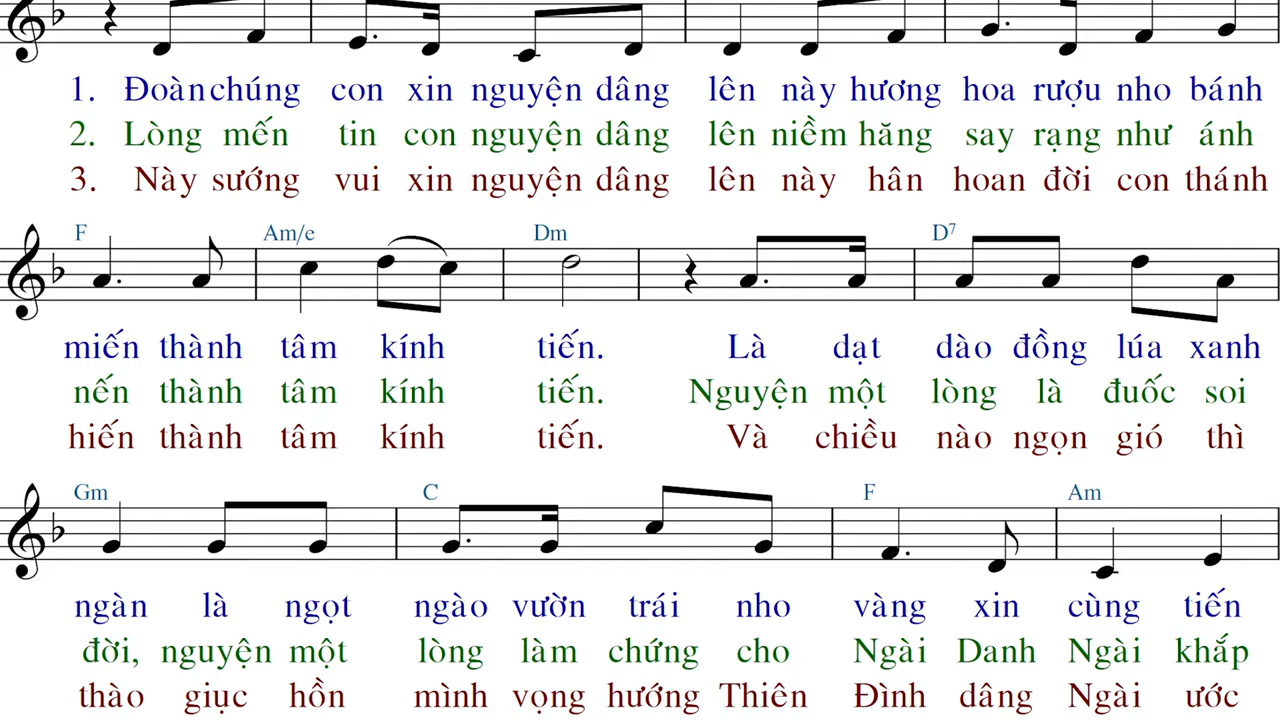 1. Đoàn chúng con xin nguyện dâng lên này hương hoa rượu nho bánh
2. Lòng mến tin con nguyện dâng lên niềm hăng say rạng như ánh
3. Này sướng vui xin nguyện dâng lên này hân hoan đời con thánh
F Am/e Dm D7
miến thành tâm kính tiến. Là dạt dào đồng lúa xanh
nến thành tâm kính tiến. Nguyện một lòng là đuốc soi
hiến thành tâm kính tiến. Và chiều nào ngọn gió thì
Gm C F Am
ngàn là ngọt ngào vườn trái nho vàng xin cùng tiến
đời, nguyện một lòng làm chứng cho Ngài Danh Ngài khắp
thào giục hồn mình vọng hướng Thiên Đình dâng Ngài ước